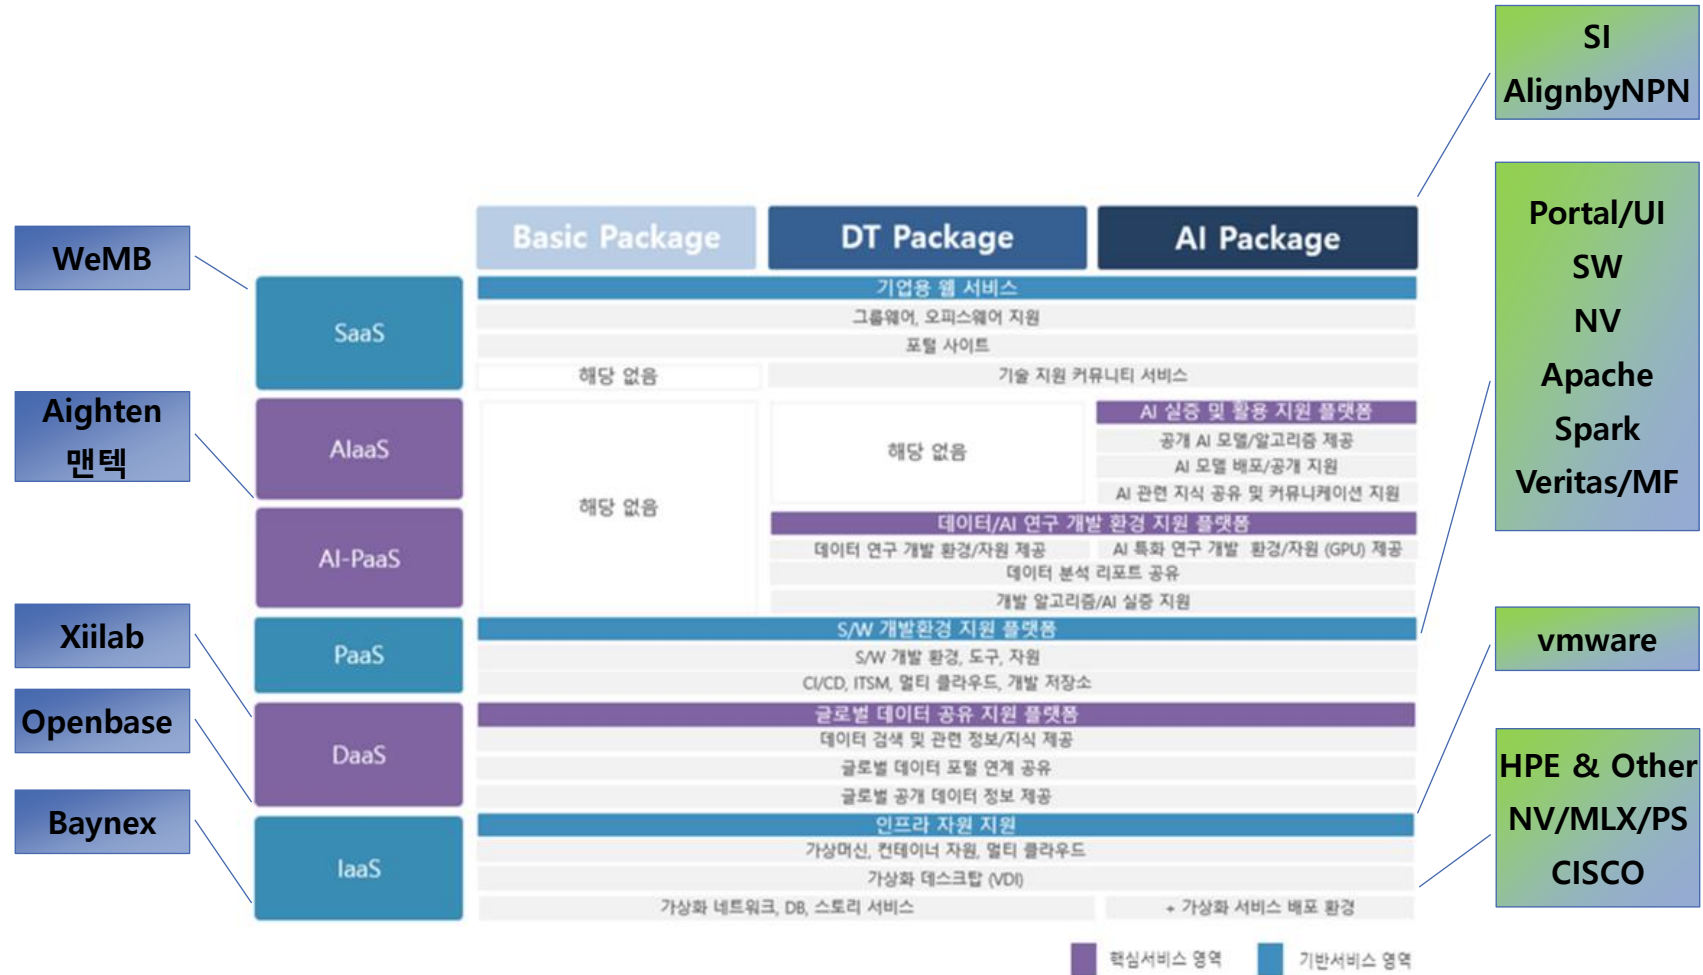 SI
AlignbyNPN
Portal/UI
SW
NV
Apache
Spark
Veritas/MF
vmware
HPE & Other
NV/MLX/PS
CISCO
WeMB
Aighten
맨텍
Xiilab
Openbase
Baynex
Basic Package
DT Package
AI Package
SaaS
기업용 웹 서비스
그룹웨어, 오피스웨어 지원
포털 사이트
해당 없음
기술 지원 커뮤니티 서비스
AIaaS
해당 없음
해당 없음
AI 실증 및 활용 지원 플랫폼
공개 AI 모델/알고리즘 제공
AI 모델 배포/공개 지원
AI 관련 지식 공유 및 커뮤니케이션 지원
AI-PaaS
데이터/AI 연구 개발 환경 지원 플랫폼
데이터 연구 개발 환경/자원 제공
AI 특화 연구 개발 환경/자원 (GPU) 제공
데이터 분석 리포트 공유
개발 알고리즘/AI 실증 지원
PaaS
S/W 개발환경 지원 플랫폼
S/W 개발 환경, 도구, 자원
CI/CD, ITSM, 멀티 클라우드, 개발 저장소
DaaS
글로벌 데이터 공유 지원 플랫폼
데이터 검색 및 관련 정보/지식 제공
글로벌 데이터 포털 연계 공유
글로벌 공개 데이터 정보 제공
IaaS
인프라 자원 지원
가상머신, 컨테이너 자원, 멀티 클라우드
가상화 데스크탑 (VDI)
가상화 네트워크, DB, 스토리 서비스
+ 가상화 서비스 배포 환경
핵심서비스 영역
기반서비스 영역